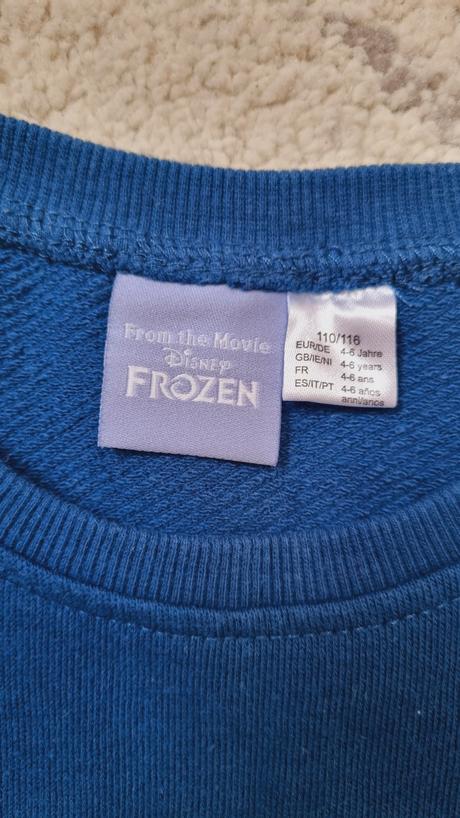 From the Movie
DISNEY
FROZEN
110/116
EUR/DE 4-6 Jahre
GB/IE/NI 4-6 years
FR 4-6 ans
ES/IT/PT 4-6 años
anni/anos